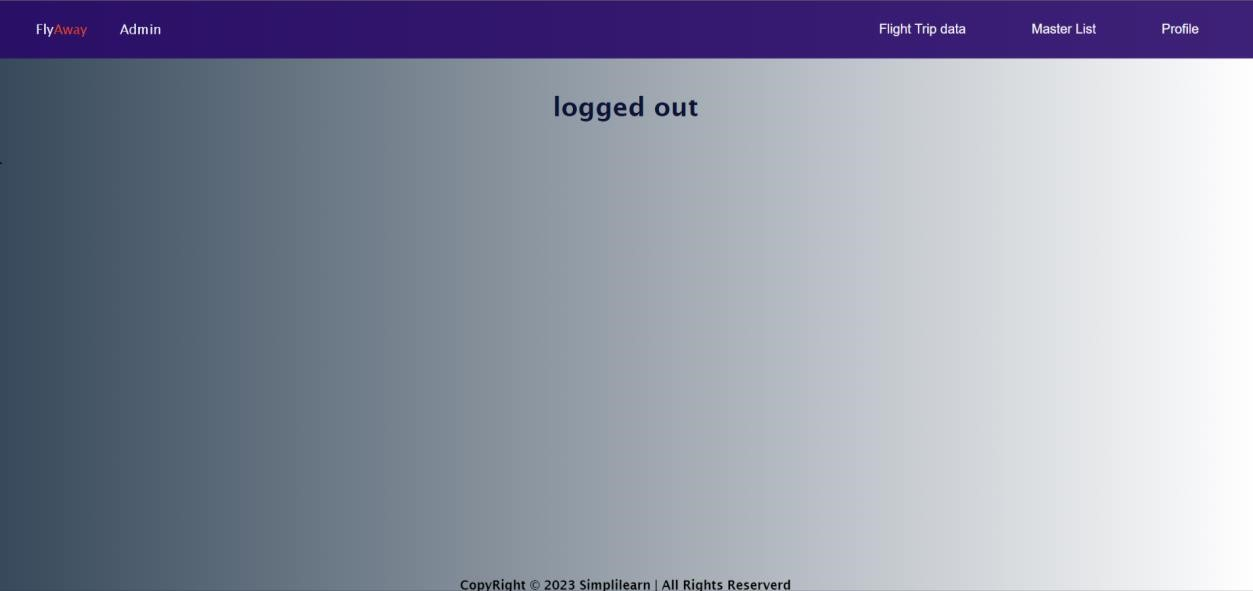 FlyAway Admin Flight Trip data Master List Profile
logged out
CopyRight © 2023 Simplilearn | All Rights Reserverd